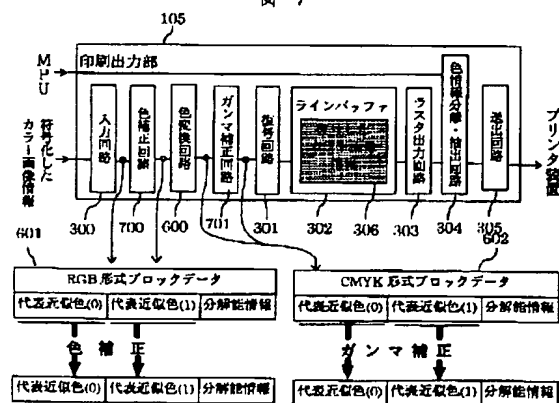 図 7
105
印刷出力部
MPU
符号化した
カラー画像情報
入力回路
色補正回路
色変換回路
ガンマ補正回路
復号回路
ラインバッファ
ラスタ出力回路
色情報分離・抽出回路
送出回路
プリンタ装置
300
700
600
701
301
302
306
303
304
305
601
602
RGB形式ブロックデータ
代表近似色(0)
代表近似色(1)
分解能情報
色補正
代表近似色(0)
代表近似色(1)
分解能情報
CMYK形式ブロックデータ
代表近似色(0)
代表近似色(1)
分解能情報
ガンマ補正
代表近似色(0)
代表近似色(1)
分解能情報